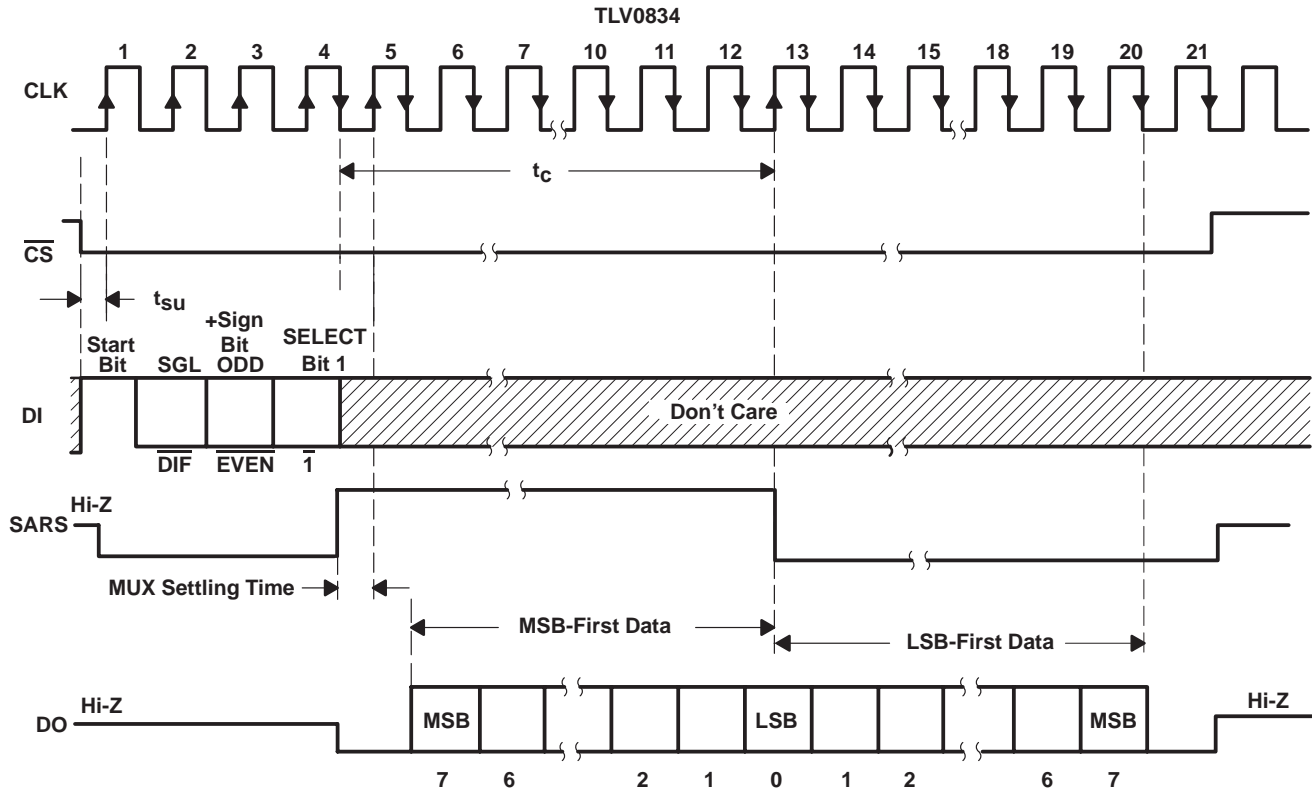 TLV0834
1 2 3 4 5 6 7 10 11 12 13 14 15 18 19 20 21
CLK
tc
CS
tsu
Start
Bit
SGL
+Sign
Bit
ODD
SELECT
Bit 1
DI
Don't Care
DIF EVEN 1
Hi-Z
SARS
MUX Settling Time
MSB-First Data
LSB-First Data
Hi-Z
Hi-Z
DO
MSB LSB MSB
7 6 2 1 0 1 2 6 7